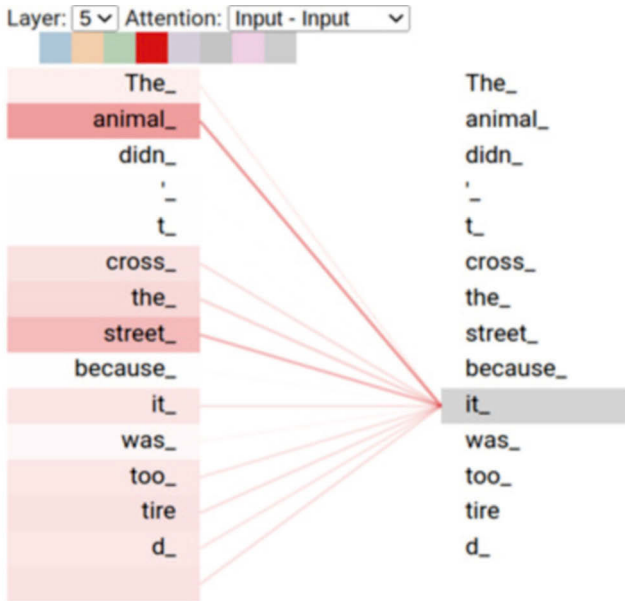 Layer: 5 Attention: Input - Input
The_ The_
animal_ animal_
didn_ didn_
'_ '_
t_ t_
cross_ cross_
the_ the_
street_ street_
because_ because_
it_ it_
was_ was_
too_ too_
tire tire
d_ d_